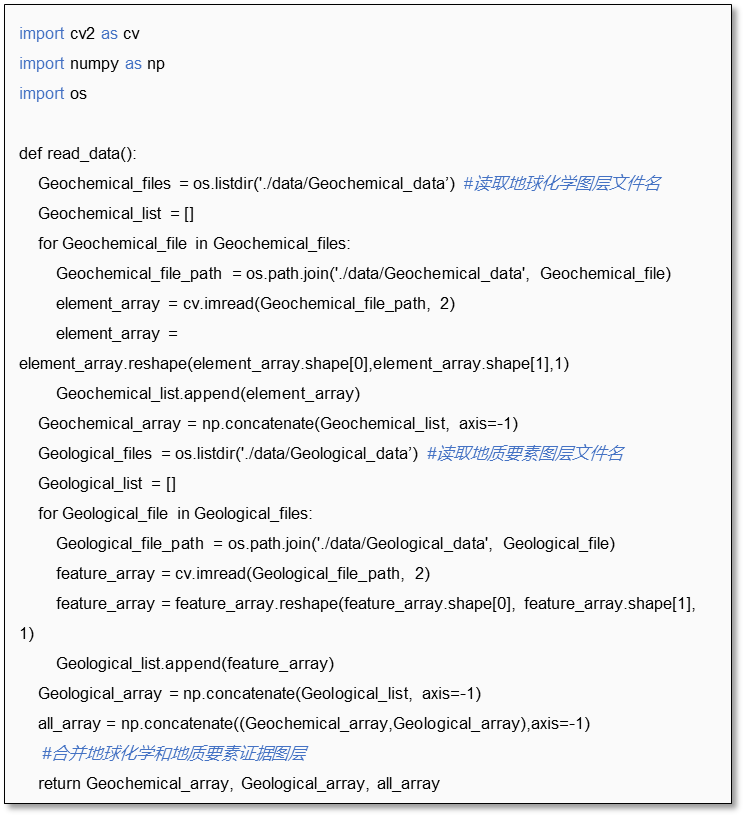 import cv2 as cv
import numpy as np
import os
def read_data():
Geochemical_files = os.listdir('./data/Geochemical_data’) #读取地球化学图层文件名
Geochemical_list = []
for Geochemical_file in Geochemical_files:
Geochemical_file_path = os.path.join('./data/Geochemical_data', Geochemical_file)
element_array = cv.imread(Geochemical_file_path, 2)
element_array =
element_array.reshape(element_array.shape[0],element_array.shape[1],1)
Geochemical_list.append(element_array)
Geochemical_array = np.concatenate(Geochemical_list, axis=-1)
Geological_files = os.listdir('./data/Geological_data’) #读取地质要素图层文件名
Geological_list = []
for Geological_file in Geological_files:
Geological_file_path = os.path.join('./data/Geological_data', Geological_file)
feature_array = cv.imread(Geological_file_path, 2)
feature_array = feature_array.reshape(feature_array.shape[0], feature_array.shape[1],
1)
Geological_list.append(feature_array)
Geological_array = np.concatenate(Geological_list, axis=-1)
all_array = np.concatenate((Geochemical_array,Geological_array),axis=-1)
#合并地球化学和地质要素证据图层
return Geochemical_array, Geological_array, all_array